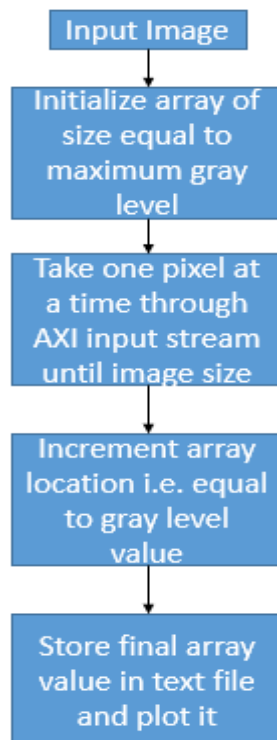 Input Image
Initialize array of
size equal to
maximum gray
level
Take one pixel at
a time through
AXI input stream
until image size
Increment array
location i.e. equal
to gray level
value
Store final array
value in text file
and plot it